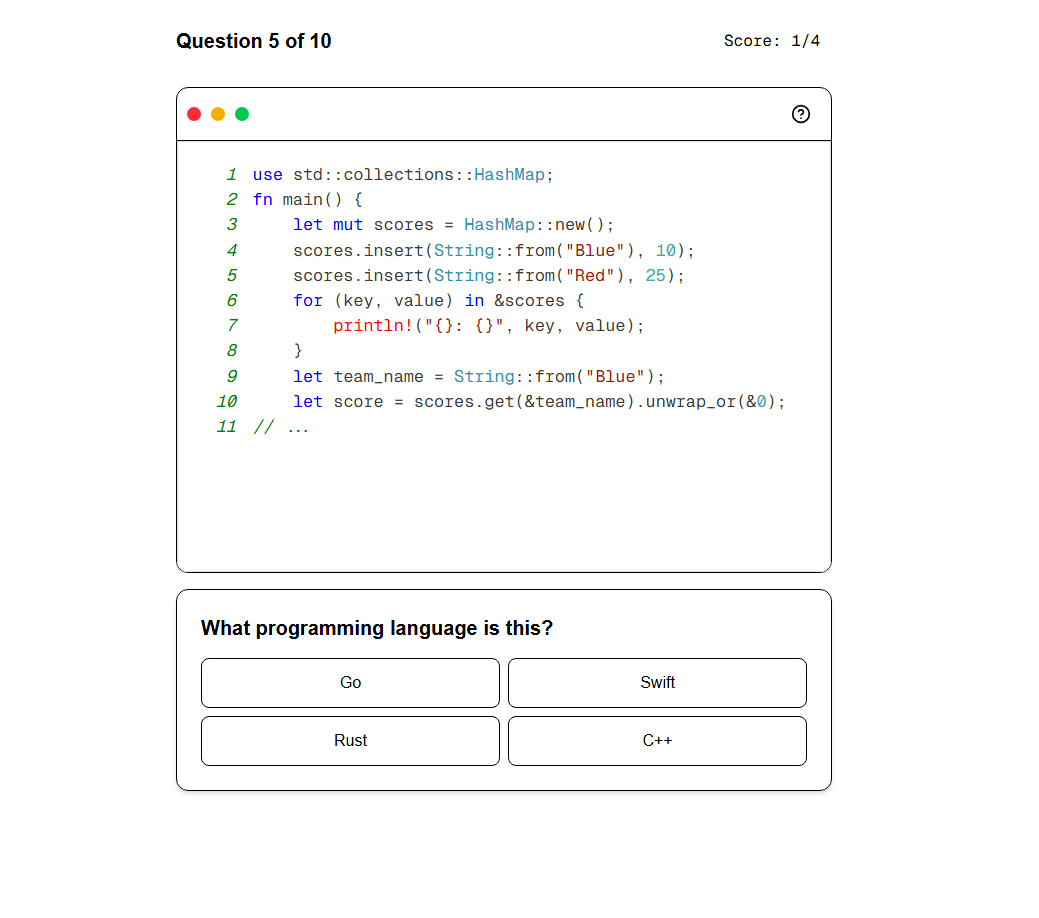 Question 5 of 10
Score: 1/4
1 use std::collections::HashMap;
2 fn main() {
3     let mut scores = HashMap::new();
4     scores.insert(String::from("Blue"), 10);
5     scores.insert(String::from("Red"), 25);
6     for (key, value) in &scores {
7         println!("{}: {}", key, value);
8     }
9     let team_name = String::from("Blue");
10     let score = scores.get(&team_name).unwrap_or(&0);
11 // ...
What programming language is this?
Go
Swift
Rust
C++